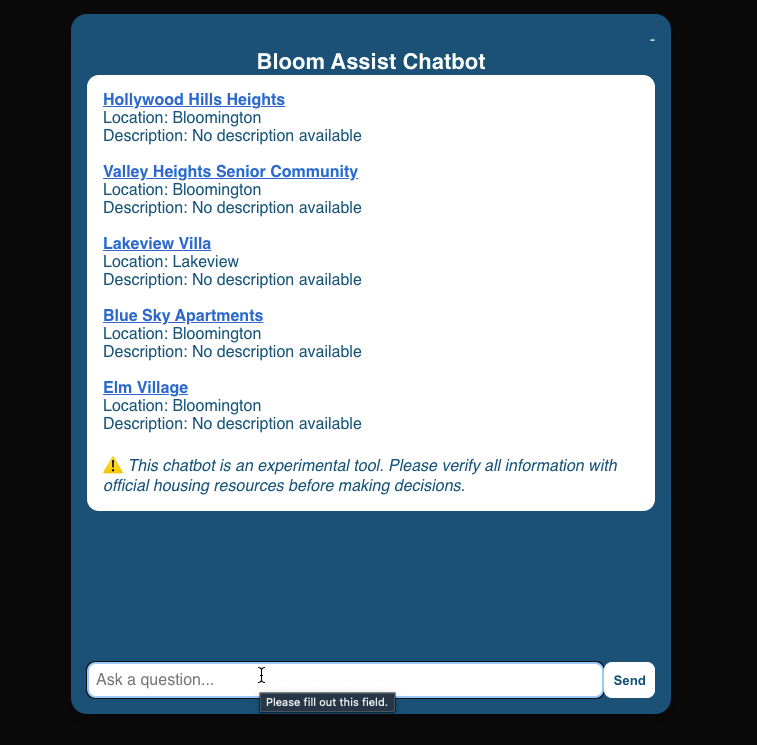 -
Bloom Assist Chatbot
Hollywood Hills Heights
Location: Bloomington
Description: No description available
Valley Heights Senior Community
Location: Bloomington
Description: No description available
Lakeview Villa
Location: Lakeview
Description: No description available
Blue Sky Apartments
Location: Bloomington
Description: No description available
Elm Village
Location: Bloomington
Description: No description available
⚠️ This chatbot is an experimental tool. Please verify all information with
official housing resources before making decisions.
Ask a question...
Send
Please fill out this field.